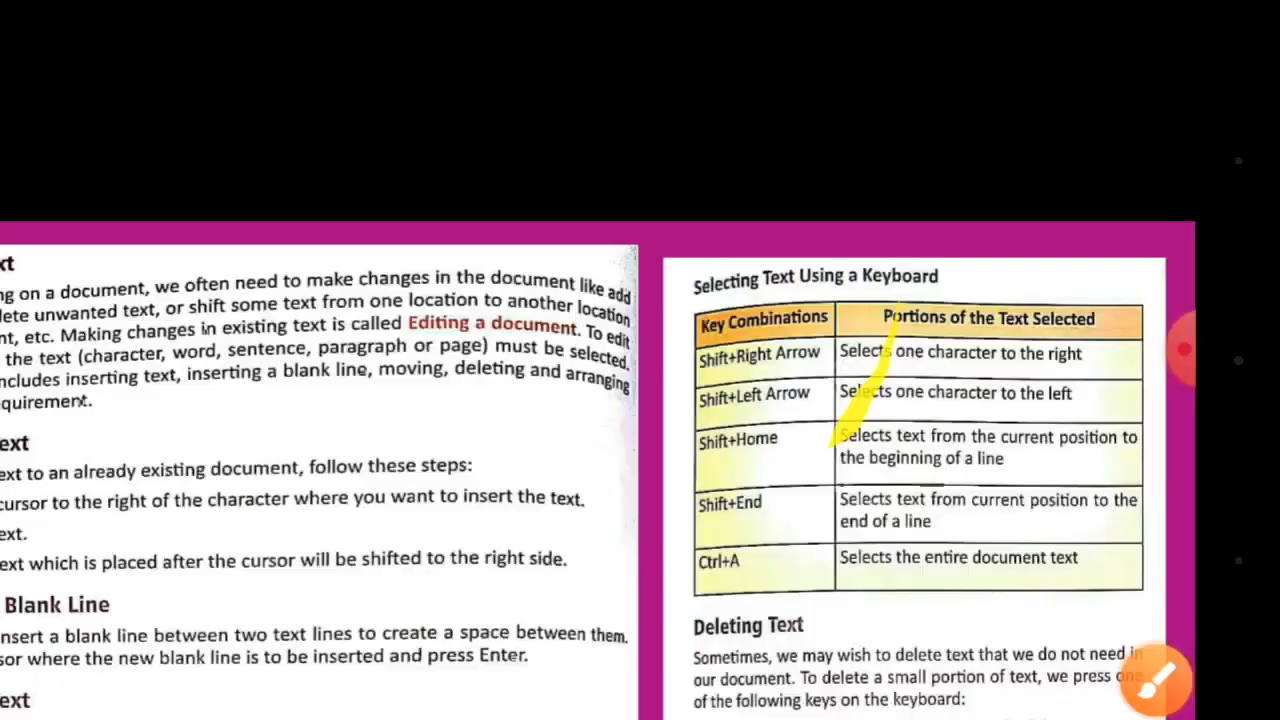 xt
ng on a document, we often need to make changes in the document like add
lete unwanted text, or shift some text from one location to another location
nt, etc. Making changes in existing text is called Editing a document. To edit
the text (character, word, sentence, paragraph or page) must be selected.
ncludes inserting text, inserting a blank line, moving, deleting and arranging
quirement.
ext
ext to an already existing document, follow these steps:
cursor to the right of the character where you want to insert the text.
ext.
ext which is placed after the cursor will be shifted to the right side.
Blank Line
nsert a blank line between two text lines to create a space between them.
sor where the new blank line is to be inserted and press Enter.
ext
Selecting Text Using a Keyboard
Key Combinations Portions of the Text Selected
Shift+Right Arrow Selects one character to the right
Shift+Left Arrow Selects one character to the left
Shift+Home Selects text from the current position to
the beginning of a line
Shift+End Selects text from current position to the
end of a line
Ctrl+A Selects the entire document text
Deleting Text
Sometimes, we may wish to delete text that we do not need in
our document. To delete a small portion of text, we press one
of the following keys on the keyboard: